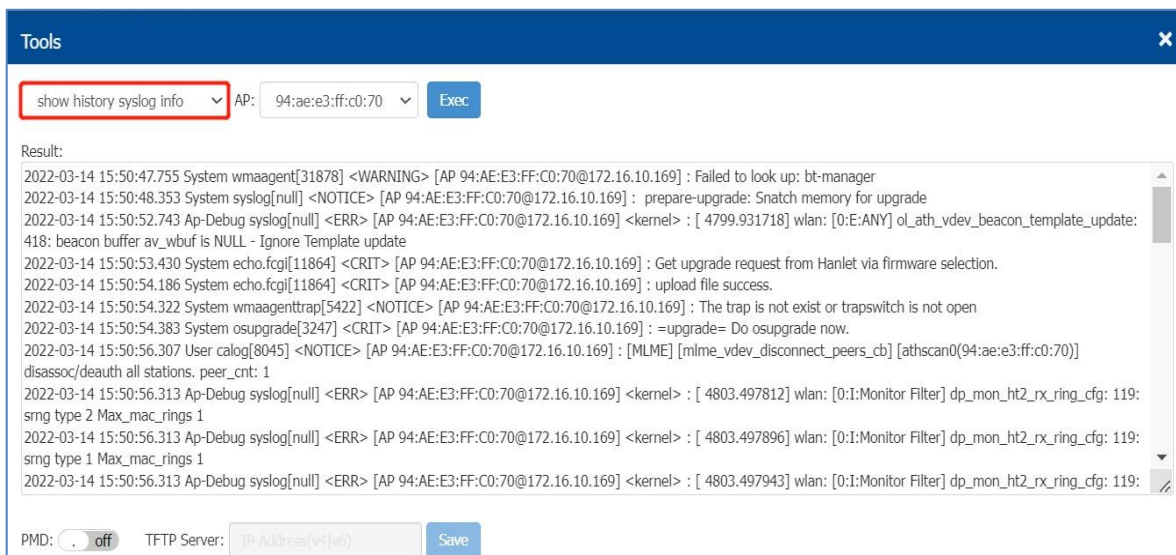 Tools
show history syslog info AP: 94:ae:e3:ff:c0:70 Exec
Result:
2022-03-14 15:50:47.755 System wmaagent[31878] <WARNING> [AP 94:AE:E3:FF:C0:70@172.16.10.169] : Failed to look up: bt-manager
2022-03-14 15:50:48.353 System syslog[null] <NOTICE> [AP 94:AE:E3:FF:C0:70@172.16.10.169] : prepare-upgrade: Snatch memory for upgrade
2022-03-14 15:50:52.743 Ap-Debug syslog[null] <ERR> [AP 94:AE:E3:FF:C0:70@172.16.10.169] <kernel> : [ 4799.931718] wlan: [0:E:ANY] ol_ath_vdev_beacon_template_update:
418: beacon buffer av_wbuf is NULL - Ignore Template update
2022-03-14 15:50:53.430 System echo.fcgi[11864] <CRIT> [AP 94:AE:E3:FF:C0:70@172.16.10.169] : Get upgrade request from Hanlet via firmware selection.
2022-03-14 15:50:54.186 System echo.fcgi[11864] <CRIT> [AP 94:AE:E3:FF:C0:70@172.16.10.169] : upload file success.
2022-03-14 15:50:54.322 System wmaagenttrap[5422] <NOTICE> [AP 94:AE:E3:FF:C0:70@172.16.10.169] : The trap is not exist or trapswitch is not open
2022-03-14 15:50:54.383 System osupgrade[3247] <CRIT> [AP 94:AE:E3:FF:C0:70@172.16.10.169] : =upgrade= Do osupgrade now.
2022-03-14 15:50:56.307 User calog[8045] <NOTICE> [AP 94:AE:E3:FF:C0:70@172.16.10.169] : [MLME] [mlme_vdev_disconnect_peers_cb] [athscan0(94:ae:e3:ff:c0:70)]
disassoc/deauth all stations. peer_cnt: 1
2022-03-14 15:50:56.313 Ap-Debug syslog[null] <ERR> [AP 94:AE:E3:FF:C0:70@172.16.10.169] <kernel> : [ 4803.497812] wlan: [0:I:Monitor Filter] dp_mon_ht2_rx_ring_cfg: 119:
srng type 2 Max_mac_rings 1
2022-03-14 15:50:56.313 Ap-Debug syslog[null] <ERR> [AP 94:AE:E3:FF:C0:70@172.16.10.169] <kernel> : [ 4803.497896] wlan: [0:I:Monitor Filter] dp_mon_ht2_rx_ring_cfg: 119:
srng type 1 Max_mac_rings 1
2022-03-14 15:50:56.313 Ap-Debug syslog[null] <ERR> [AP 94:AE:E3:FF:C0:70@172.16.10.169] <kernel> : [ 4803.497943] wlan: [0:I:Monitor Filter] dp_mon_ht2_rx_ring_cfg: 119:
PMD: off TFTP Server: IP Address(v4|v6) Save